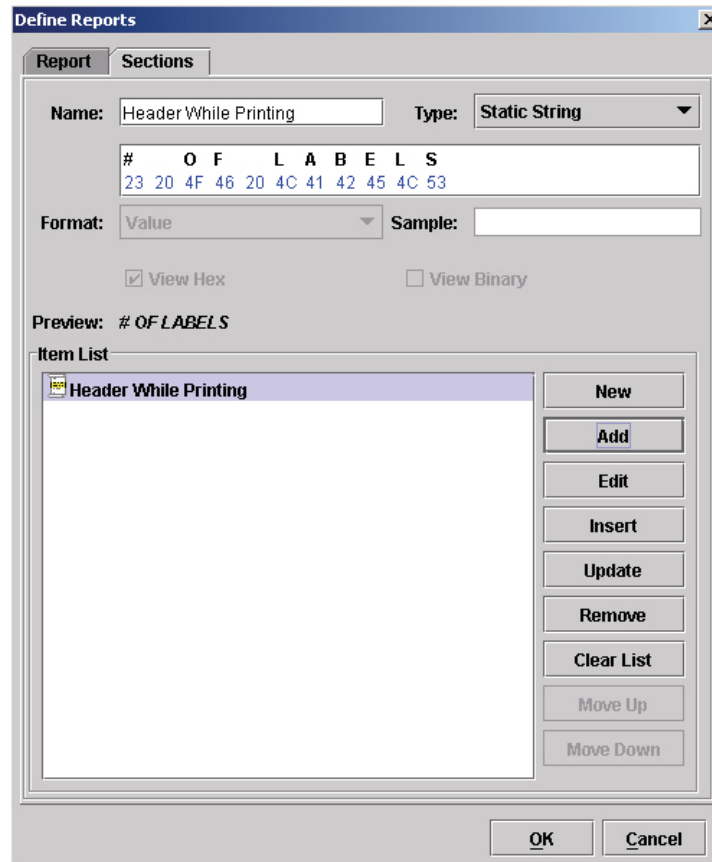 Define Reports
Report Sections
Name: Header While Printing Type: Static String
# O F L A B E L S
23 20 4F 46 20 4C 41 42 45 4C 53
Format: Value Sample:
View Hex View Binary
Preview: # OF LABELS
Item List
Header While Printing
New
Add
Edit
Insert
Update
Remove
Clear List
Move Up
Move Down
OK Cancel